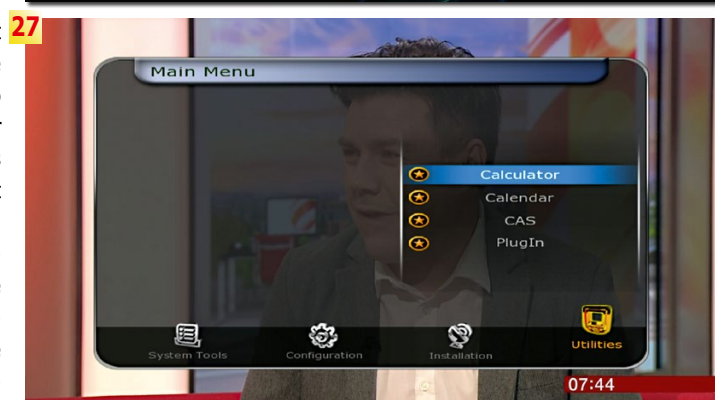 27
Main Menu
Calculator
Calendar
CAS
PlugIn
System Tools
Configuration
Installation
Utilities
07:44